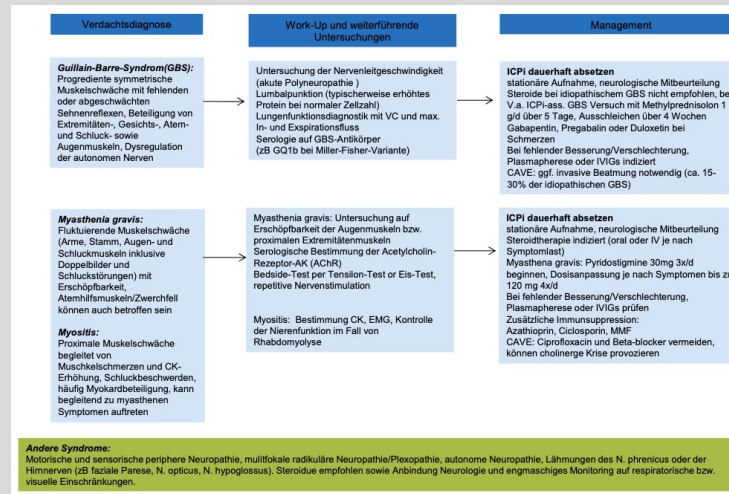 Verdachtsdiagnose
Work-Up und weiterführende
Untersuchungen
Management
Guillain-Barre-Syndrom(GBS):
Progrediente symmetrische
Muskelschwäche mit fehlenden
oder abgeschwächten
Sehnenreflexen, Beteiligung von
Extremitäten-, Gesichts-, Atem-
und Schluck- sowie
Augenmuskeln, Dysregulation
der autonomen Nerven
Untersuchung der Nervenleitgeschwindigkeit
(akute Polyneuropathie )
Lumbalpunktion (typischerweise erhöhtes
Protein bei normaler Zellzahl)
Lungenfunktionsdiagnostik mit VC und max.
In- und Exspirationsfluss
Serologie auf GBS-Antikörper
(zB GQ1b bei Miller-Fisher-Variante)
ICPi dauerhaft absetzen
stationäre Aufnahme, neurologische Mitbeurteilung
Steroide bei idiopathischem GBS nicht empfohlen, be
V.a. ICPi-ass. GBS Versuch mit Methylprednisolon 1
g/d über 5 Tage, Ausschleichen über 4 Wochen
Gabapentin, Pregabalin oder Duloxetin bei
Schmerzen
Bei fehlender Besserung/Verschlechterung,
Plasmapherese oder IVIGs indiziert
CAVE: ggf. invasive Beatmung notwendig (ca. 15-
30% der idiopathischen GBS)
Myasthenia gravis:
Fluktuierende Muskelschwäche
(Arme, Stamm, Augen- und
Schluckmuskeln inklusive
Doppelbilder und
Schluckstörungen) mit
Erschöpfbarkeit,
Atemhilfsmuskeln/Zwerchfell
können auch betroffen sein
Myositis:
Proximale Muskelschwäche
begleitet von
Muschkelschmerzen und CK-
Erhöhung, Schluckbeschwerden,
häufig Myokardbeteiligung, kann
begleitend zu myasthenen
Symptomen auftreten
Myasthenia gravis: Untersuchung auf
Erschöpfbarkeit der Augenmuskeln bzw.
proximalen Extremitätenmuskeln
Serologische Bestimmung der Acetylcholin-
Rezeptor-AK (AChR)
Bedside-Test per Tensilon-Test or Eis-Test,
repetitive Nervenstimulation
Myositis: Bestimmung CK, EMG, Kontrolle
der Nierenfunktion im Fall von
Rhabdomyolyse
ICPi dauerhaft absetzen
stationäre Aufnahme, neurologische Mitbeurteilung
Steroidtherapie indiziert (oral oder IV je nach
Symptomlast)
Myasthena gravis: Pyridostigmine 30mg 3x/d
beginnen, Dosisanpassung je nach Symptomen bis zu
120 mg 4x/d
Bei fehlender Besserung/Verschlechterung,
Plasmapherese oder IVIGs prüfen
Zusätzliche Immunsuppression:
Azathioprin, Ciclosporin, MMF
CAVE: Ciprofloxacin und Beta-blocker vermeiden,
können cholinerge Krise provozieren
Andere Syndrome:
Motorische und sensorische periphere Neuropathie, mulitfokale radikuläre Neuropathie/Plexopathie, autonome Neuropathie, Lähmungen des N. phrenicus oder der
Hirnnerven (zB faziale Parese, N. opticus, N. hypoglossus). Steroidue empfohlen sowie Anbindung Neurologie und engmaschiges Monitoring auf respiratorische bzw.
visuelle Einschränkungen.